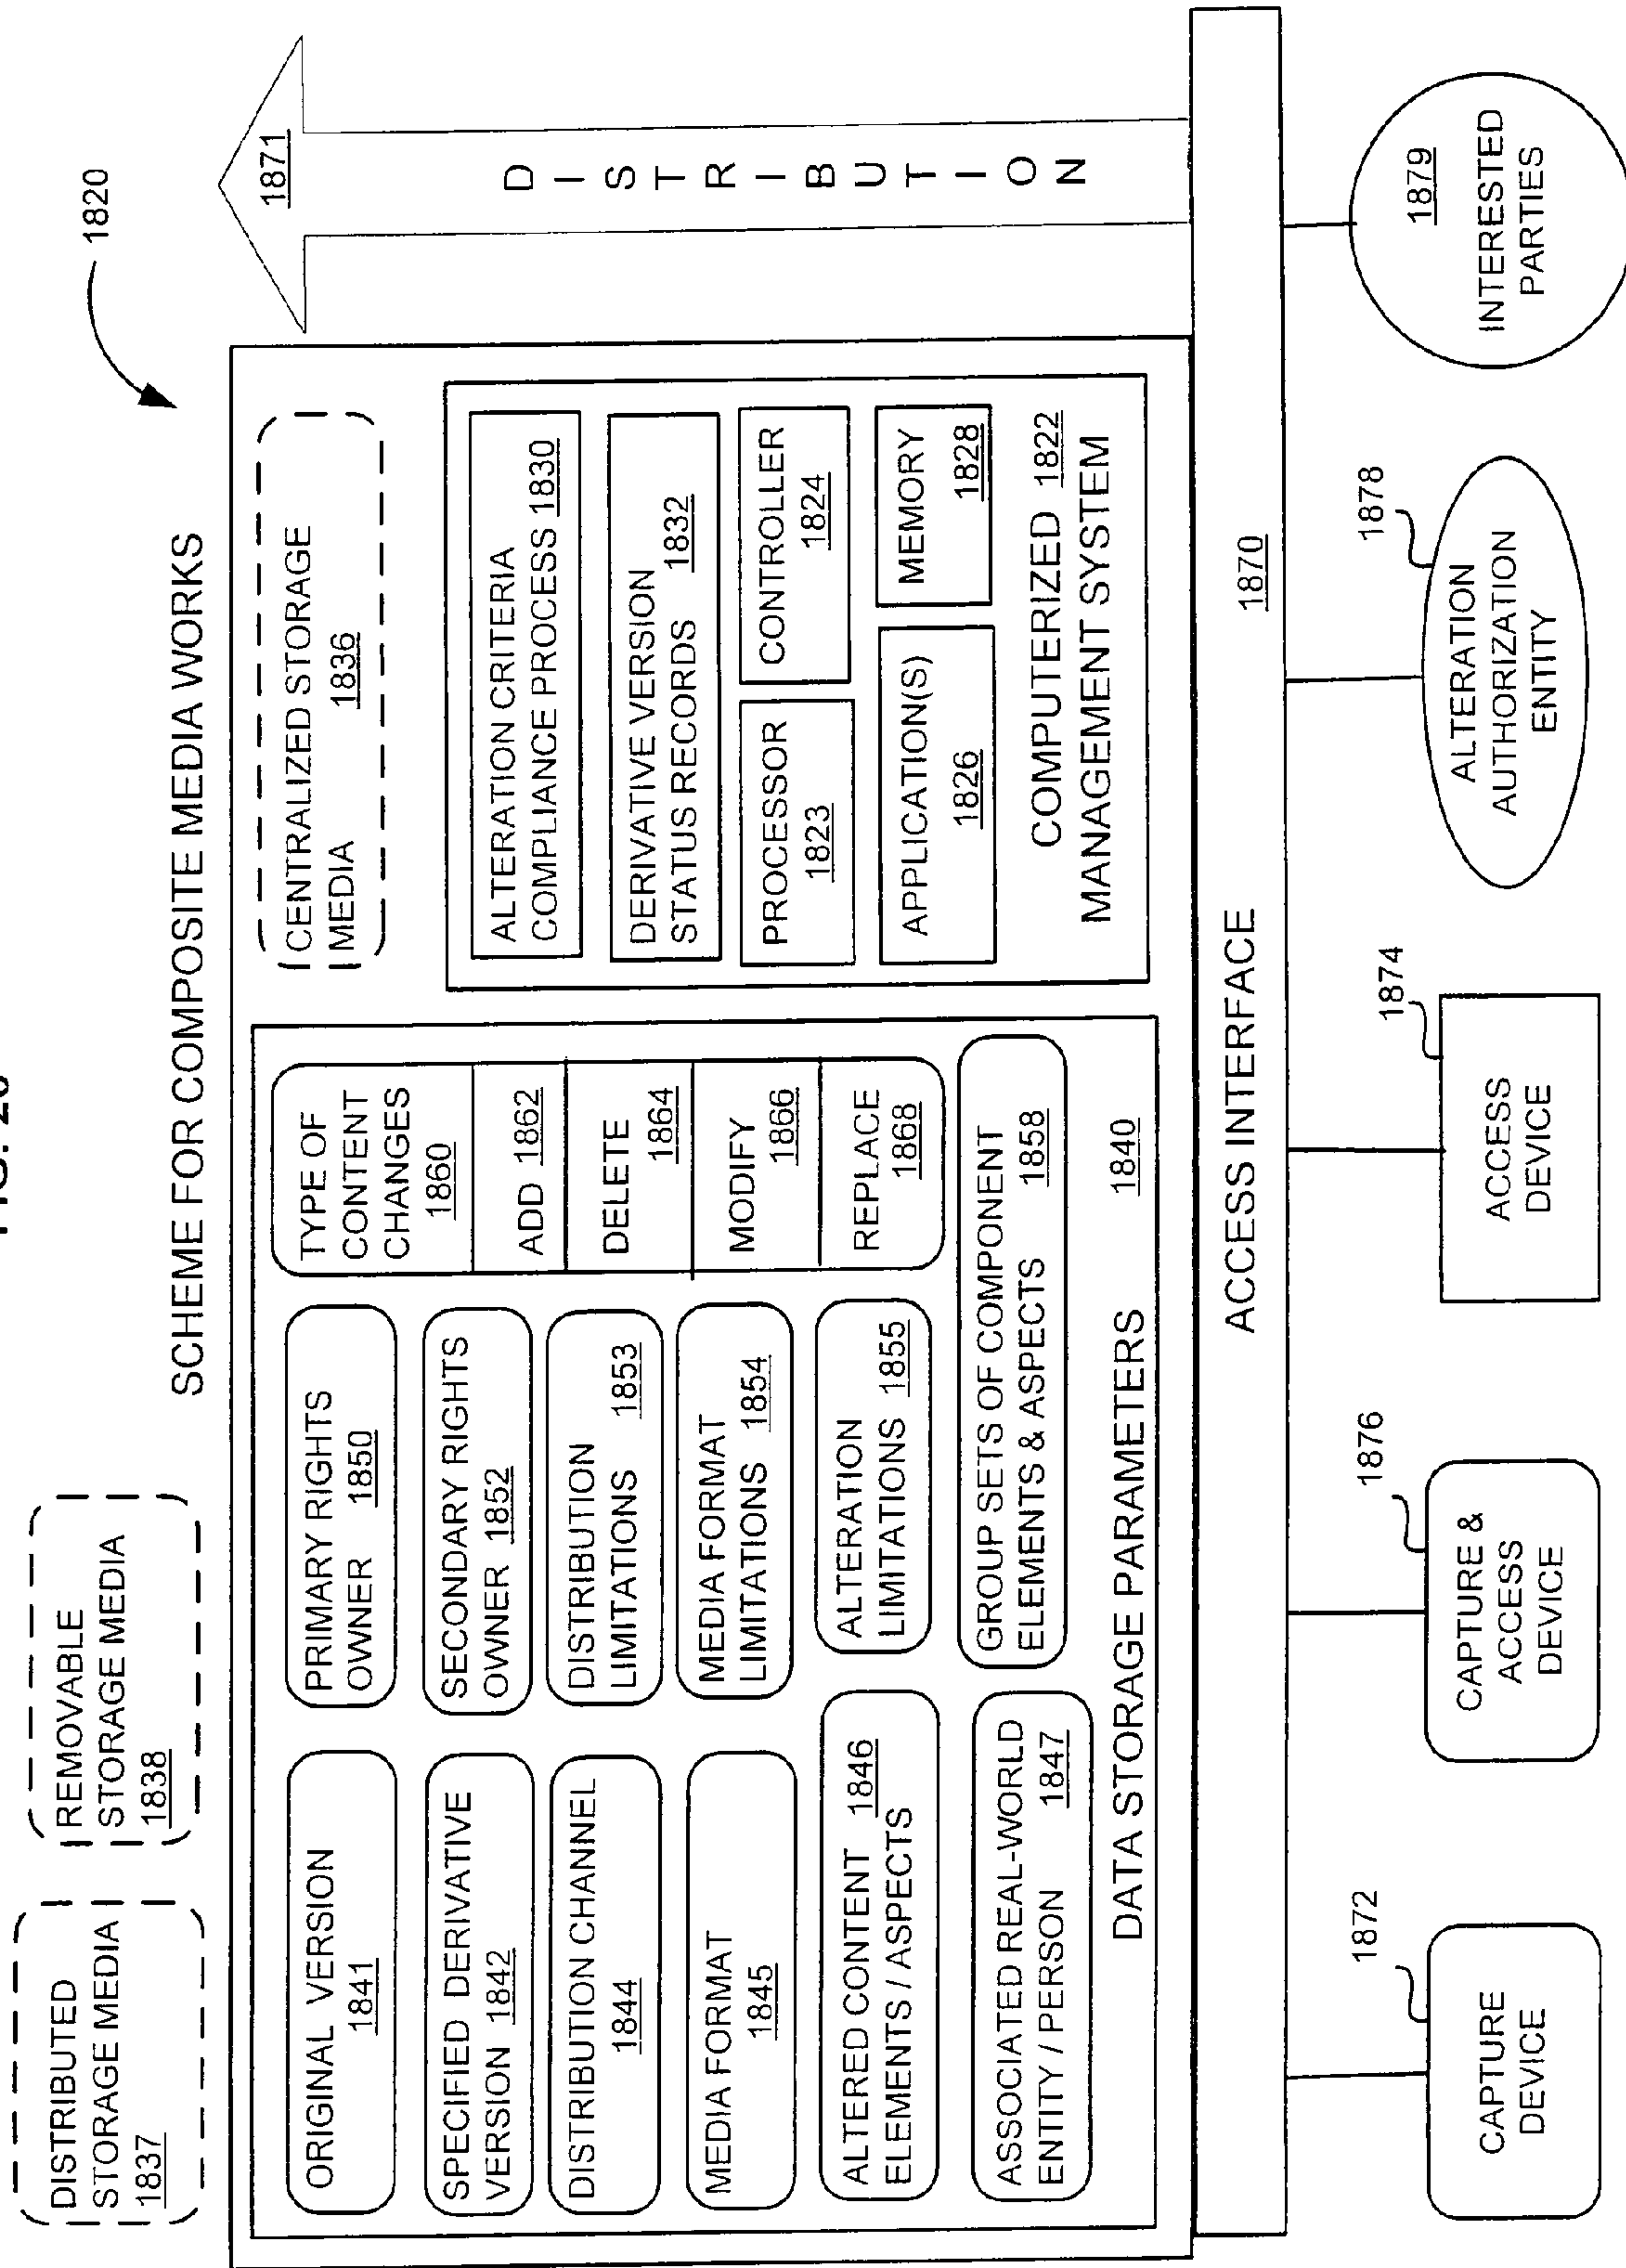 SCHEME FOR COMPOSITE MEDIA WORKS
1820
DISTRIBUTED
STORAGE MEDIA
1837
REMOVABLE
STORAGE MEDIA
1838
CENTRALIZED STORAGE
MEDIA 1836
ORIGINAL VERSION
1841
SPECIFIED DERIVATIVE
VERSION 1842
DISTRIBUTION CHANNEL
1844
MEDIA FORMAT
1845
ALTERED CONTENT 1846
ELEMENTS / ASPECTS
ASSOCIATED REAL-WORLD
ENTITY / PERSON 1847
PRIMARY RIGHTS
OWNER 1850
SECONDARY RIGHTS
OWNER 1852
DISTRIBUTION
LIMITATIONS 1853
MEDIA FORMAT
LIMITATIONS 1854
ALTERATION
LIMITATIONS 1855
GROUP SETS OF COMPONENT
ELEMENTS & ASPECTS 1858
TYPE OF
CONTENT
CHANGES
1860
ADD 1862
DELETE
1864
MODIFY
1866
REPLACE
1868
DATA STORAGE PARAMETERS 1840
ALTERATION CRITERIA
COMPLIANCE PROCESS 1830
DERIVATIVE VERSION
STATUS RECORDS 1832
PROCESSOR
1823
CONTROLLER
1824
APPLICATION(S)
1826
MEMORY
1828
COMPUTERIZED 1822
MANAGEMENT SYSTEM
1871
DISTRIBUTION
ACCESS INTERFACE 1870
1872
CAPTURE
DEVICE
1876
CAPTURE &
ACCESS
DEVICE
1874
ACCESS
DEVICE
1878
ALTERATION
AUTHORIZATION
ENTITY
1879
INTERESTED
PARTIES